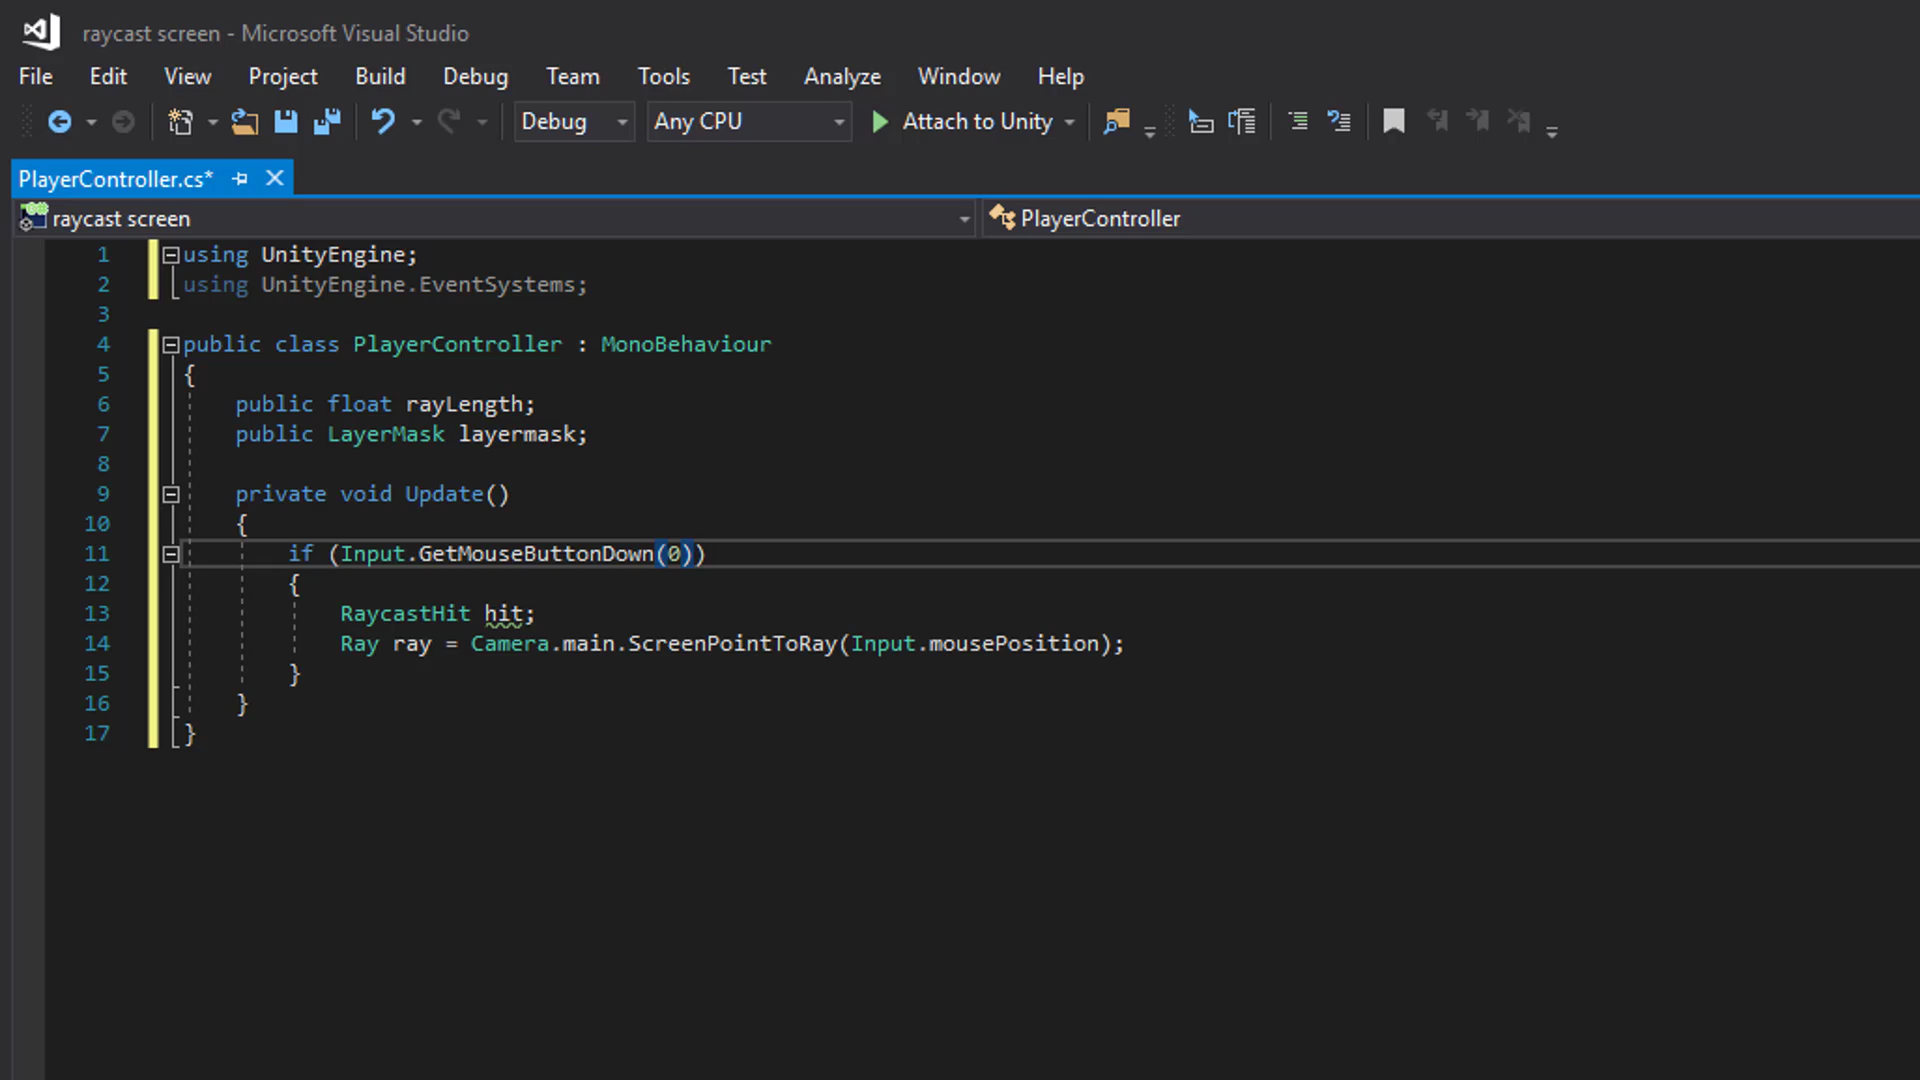 raycast screen - Microsoft Visual Studio
File Edit View Project Build Debug Team Tools Test Analyze Window Help
Debug Any CPU Attach to Unity
PlayerController.cs*
raycast screen PlayerController
1 using UnityEngine;
2 using UnityEngine.EventSystems;
3
4 public class PlayerController : MonoBehaviour
5 {
6 public float rayLength;
7 public LayerMask layermask;
8
9 private void Update()
10 {
11 if (Input.GetMouseButtonDown(0))
12 {
13 RaycastHit hit;
14 Ray ray = Camera.main.ScreenPointToRay(Input.mousePosition);
15 }
16 }
17 }